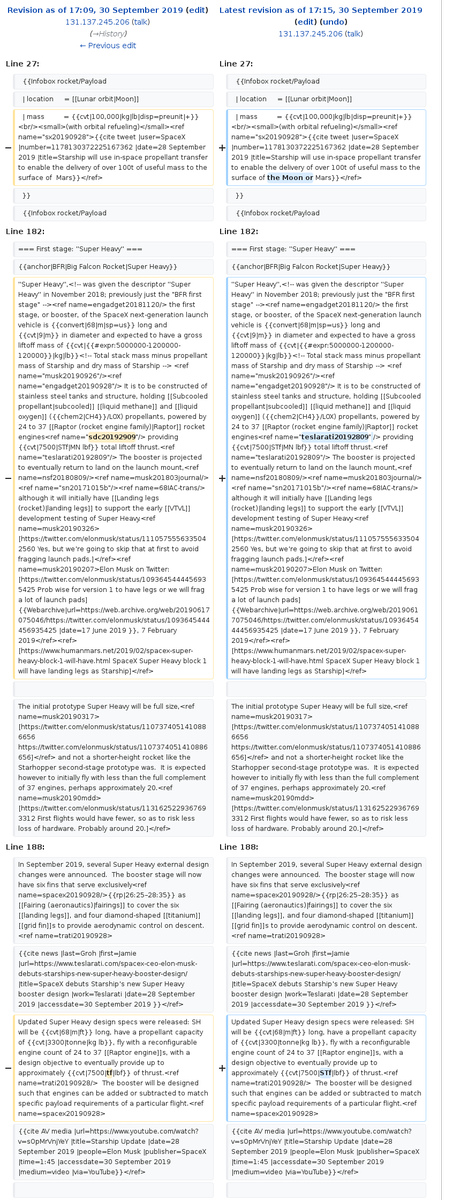 Revision as of 17:09, 30 September 2019 (edit)
131.137.245.206 (talk)
(→History)
← Previous edit
Latest revision as of 17:15, 30 September 2019
(edit) (undo)
131.137.245.206 (talk)
Line 27:
Line 27:
{{Infobox rocket/Payload
{{Infobox rocket/Payload
| location = [[Lunar orbit|Moon]]
| location = [[Lunar orbit|Moon]]
− | mass = {{cvt|100,000|kg|lb|disp=preunit|+}}
<br/><small>(with orbital refueling)</small><ref
name="sx20190928">{{cite tweet |user=SpaceX
|number=1178130372225167362 |date=28 September
2019 |title=Starship will use in-space propellant transfer
to enable the delivery of over 100t of useful mass to the
surface of Mars}}</ref>
+ | mass = {{cvt|100,000|kg|lb|disp=preunit|+}}
<br/><small>(with orbital refueling)</small><ref
name="sx20190928">{{cite tweet |user=SpaceX
|number=1178130372225167362 |date=28 September
2019 |title=Starship will use in-space propellant transfer
to enable the delivery of over 100t of useful mass to the
surface of the Moon or Mars}}</ref>
}}
}}
{{Infobox rocket/Payload
{{Infobox rocket/Payload
Line 182:
Line 182:
=== First stage: "Super Heavy" ===
=== First stage: "Super Heavy" ===
{{anchor|BFR|Big Falcon Rocket|Super Heavy}}
{{anchor|BFR|Big Falcon Rocket|Super Heavy}}
− "Super Heavy",<!-- was given the descriptor "Super
Heavy" in November 2018; previously just the "BFR first
stage" --><ref name=engadget20181120/> the first
stage, or booster, of the SpaceX next-generation launch
vehicle is {{convert|68|m|sp=us}} long and
{{cvt|9|m}} in diameter and expected to have a gross
liftoff mass of {{cvt|{{#expr:5000000-1200000-
120000}}|kg|lb}}<!-- Total stack mass minus propellant
mass of Starship and dry mass of Starship --> <ref
name="musk20190926"/><ref
name="engadget20190928"/> It is to be constructed of
stainless steel tanks and structure, holding [[Subcooled
propellant|subcooled]] [[liquid methane]] and [[liquid
oxygen]] ({{chem2|CH4}}/LOX) propellants, powered by
24 to 37 [[Raptor (rocket engine family)|Raptor]] rocket
engines<ref name="sdc20192909"/> providing
{{cvt|7500|STf|MN lbf}} total liftoff thrust.<ref
name="teslarati20192809"/> The booster is projected
to eventually return to land on the launch mount,<ref
name=nsf20180809/><ref name=musk201803journal/>
<ref name="sn20171015b"/><ref name=68IAC-trans/>
although it will initially have [[Landing legs
(rocket)|landing legs]] to support the early [[VTVL]]
development testing of Super Heavy.<ref
name=musk20190326>
[https://twitter.com/elonmusk/status/111057555633504
2560 Yes, but we're going to skip that at first to avoid
fragging launch pads.]</ref><ref
name=musk20190207>Elon Musk on Twitter:
[https://twitter.com/elonmusk/status/109364544445693
5425 Prob wise for version 1 to have legs or we will frag
a lot of launch pads]
{{Webarchive|url=https://web.archive.org/web/20190617
075046/https://twitter.com/elonmusk/status/1093645444
456935425 |date=17 June 2019 }}, 7 February
2019</ref><ref>
[https://www.humanmars.net/2019/02/spacex-super-
heavy-block-1-will-have.html SpaceX Super Heavy block 1
will have landing legs as Starship]</ref>
+ "Super Heavy",<!-- was given the descriptor "Super
Heavy" in November 2018; previously just the "BFR first
stage" --><ref name=engadget20181120/> the first
stage, or booster, of the SpaceX next-generation launch
vehicle is {{convert|68|m|sp=us}} long and
{{cvt|9|m}} in diameter and expected to have a gross
liftoff mass of {{cvt|{{#expr:5000000-1200000-
120000}}|kg|lb}}<!-- Total stack mass minus propellant
mass of Starship and dry mass of Starship --> <ref
name="musk20190926"/><ref
name="engadget20190928"/> It is to be constructed of
stainless steel tanks and structure, holding [[Subcooled
propellant|subcooled]] [[liquid methane]] and [[liquid
oxygen]] ({{chem2|CH4}}/LOX) propellants, powered by
24 to 37 [[Raptor (rocket engine family)|Raptor]] rocket
engines<ref name="teslarati20192809"/> providing
{{cvt|7500|STf|MN lbf}} total liftoff thrust.<ref
name="teslarati20192809"/> The booster is projected
to eventually return to land on the launch mount,
<ref name=nsf20180809/><ref name=musk201803journal/>
<ref name="sn20171015b"/><ref name=68IAC-trans/>
although it will initially have [[Landing legs
(rocket)|landing legs]] to support the early [[VTVL]]
development testing of Super Heavy.<ref
name=musk20190326>
[https://twitter.com/elonmusk/status/111057555633504
2560 Yes, but we're going to skip that at first to avoid
fragging launch pads.]</ref><ref
name=musk20190207>Elon Musk on Twitter:
[https://twitter.com/elonmusk/status/109364544445693
5425 Prob wise for version 1 to have legs or we will frag
a lot of launch pads]
{{Webarchive|url=https://web.archive.org/web/2019061
7075046/https://twitter.com/elonmusk/status/10936454
4456935425 |date=17 June 2019 }}, 7 February
2019</ref><ref>
[https://www.humanmars.net/2019/02/spacex-super-
heavy-block-1-will-have.html SpaceX Super Heavy block 1
will have landing legs as Starship]</ref>
The initial prototype Super Heavy will be full size,<ref
name=musk20190317>
[https://twitter.com/elonmusk/status/110737405141088
6656
https://twitter.com/elonmusk/status/1107374051410886
656]</ref> and not a shorter-height rocket like the
Starhopper second-stage prototype was. It is expected
however to initially fly with less than the full complement
of 37 engines, perhaps approximately 20.<ref
name=musk20190mdd>
[https://twitter.com/elonmusk/status/113162522936769
3312 First flights would have fewer, so as to risk less
loss of hardware. Probably around 20.]</ref>
The initial prototype Super Heavy will be full size,<ref
name=musk20190317>
[https://twitter.com/elonmusk/status/110737405141088
6656
https://twitter.com/elonmusk/status/1107374051410886
656]</ref> and not a shorter-height rocket like the
Starhopper second-stage prototype was. It is expected
however to initially fly with less than the full complement
of 37 engines, perhaps approximately 20.<ref
name=musk20190mdd>
[https://twitter.com/elonmusk/status/113162522936769
3312 First flights would have fewer, so as to risk less
loss of hardware. Probably around 20.]</ref>
Line 188:
Line 188:
In September 2019, several Super Heavy external design
changes were announced. The booster stage will now
have six fins that serve exclusively<ref
name=spacex20190928/>{{rp|26:25–28:35}} as
[[Fairing (aeronautics)|fairings]] to cover the six
[[landing legs]], and four diamond-shaped [[titanium]]
[[grid fin]]s to provide aerodynamic control on descent.
<ref name=trati20190928>
In September 2019, several Super Heavy external design
changes were announced. The booster stage will now
have six fins that serve exclusively<ref
name=spacex20190928/>{{rp|26:25–28:35}} as
[[Fairing (aeronautics)|fairings]] to cover the six
[[landing legs]], and four diamond-shaped [[titanium]]
[[grid fin]]s to provide aerodynamic control on descent.
<ref name=trati20190928>
{{cite news |last=Groh |first=Jamie
|url=https://www.teslarati.com/spacex-ceo-elon-musk-
debuts-starships-new-super-heavy-booster-design/
|title=SpaceX debuts Starship's new Super Heavy
booster design |work=Teslarati |date=28 September
2019 |accessdate=30 September 2019 }}</ref>
{{cite news |last=Groh |first=Jamie
|url=https://www.teslarati.com/spacex-ceo-elon-musk-
debuts-starships-new-super-heavy-booster-design/
|title=SpaceX debuts Starship's new Super Heavy
booster design |work=Teslarati |date=28 September
2019 |accessdate=30 September 2019 }}</ref>
− Updated Super Heavy design specs were released: SH
will be {{cvt|68|m|ft}} long, have a propellant capacity
of {{cvt|3300|tonne|kg lb}}, fly with a reconfigurable
engine count of 24 to 37 [[Raptor engine]]s, with a
design objective to eventually provide up to
approximately {{cvt|7500|tf|lbf}} of thrust.<ref
name=trati20190928/> The booster will be designed
such that engines can be added or subtracted to match
specific payload requirements of a particular flight.<ref
name=spacex20190928>
+ Updated Super Heavy design specs were released: SH
will be {{cvt|68|m|ft}} long, have a propellant capacity
of {{cvt|3300|tonne|kg lb}}, fly with a reconfigurable
engine count of 24 to 37 [[Raptor engine]]s, with a
design objective to eventually provide up to
approximately {{cvt|7500|STf|lbf}} of thrust.<ref
name=trati20190928/> The booster will be designed
such that engines can be added or subtracted to match
specific payload requirements of a particular flight.<ref
name=spacex20190928>
{{cite AV media |url=https://www.youtube.com/watch?
v=sOpMrVnjYeY |title=Starship Update |date=28
September 2019 |people=Elon Musk |publisher=SpaceX
|time=1:45 |accessdate=30 September 2019
|medium=video |via=YouTube}}</ref>
{{cite AV media |url=https://www.youtube.com/watch?
v=sOpMrVnjYeY |title=Starship Update |date=28
September 2019 |people=Elon Musk |publisher=SpaceX
|time=1:45 |accessdate=30 September 2019
|medium=video |via=YouTube}}</ref>